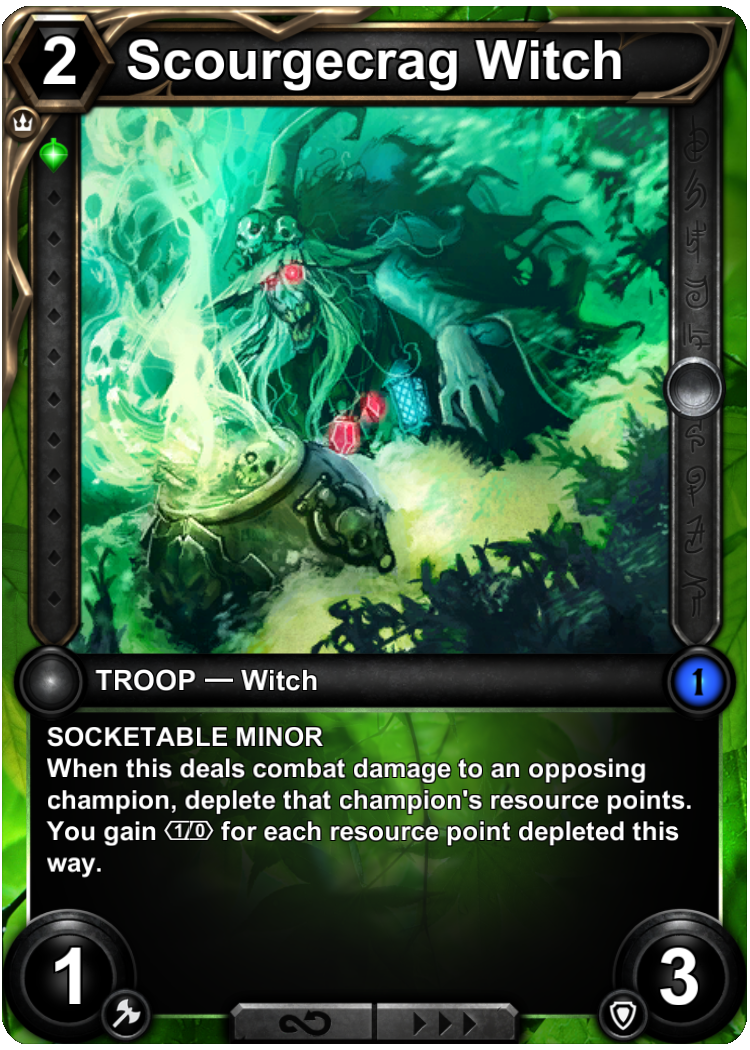 2 Scourgecrag Witch
TROOP — Witch 1
SOCKETABLE MINOR
When this deals combat damage to an opposing
champion, deplete that champion's resource points.
You gain 1/0 for each resource point depleted this
way.
1 3